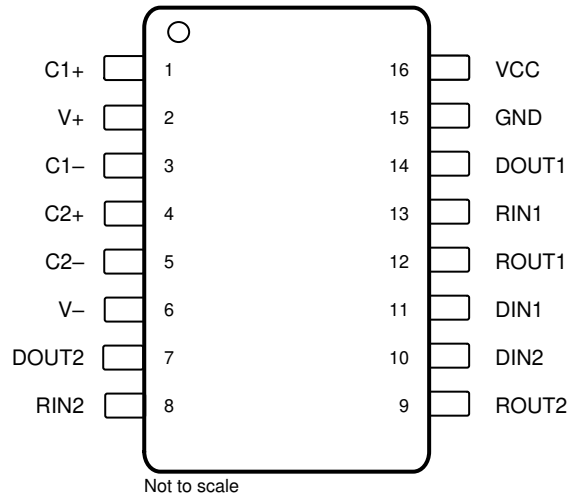 C1+ 1 16 VCC
V+ 2 15 GND
C1− 3 14 DOUT1
C2+ 4 13 RIN1
C2− 5 12 ROUT1
V− 6 11 DIN1
DOUT2 7 10 DIN2
RIN2 8 9 ROUT2
Not to scale